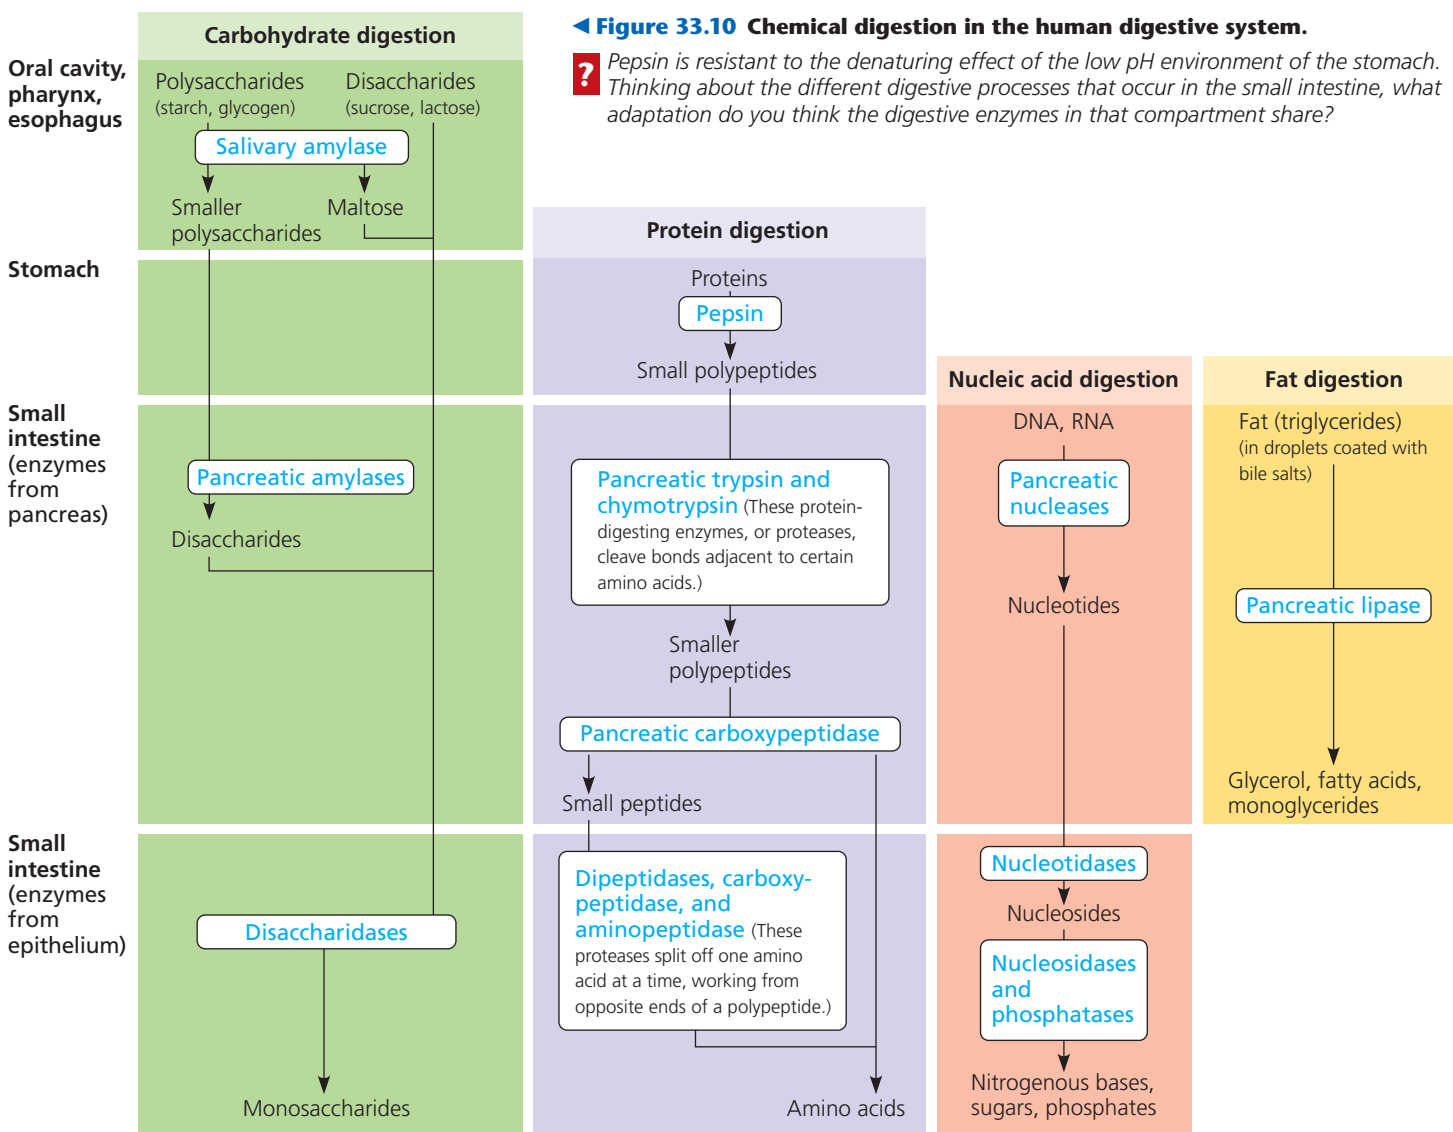 ◄ Figure 33.10 Chemical digestion in the human digestive system.
? Pepsin is resistant to the denaturing effect of the low pH environment of the stomach.
Thinking about the different digestive processes that occur in the small intestine, what
adaptation do you think the digestive enzymes in that compartment share?
Carbohydrate digestion
Oral cavity,
pharynx,
esophagus
Polysaccharides
(starch, glycogen)
Disaccharides
(sucrose, lactose)
Salivary amylase
Smaller
polysaccharides
Maltose
Protein digestion
Stomach
Proteins
Pepsin
Small polypeptides
Nucleic acid digestion
Fat digestion
Small
intestine
(enzymes
from
pancreas)
Pancreatic amylases
Disaccharides
Pancreatic trypsin and
chymotrypsin (These protein-
digesting enzymes, or proteases,
cleave bonds adjacent to certain
amino acids.)
Smaller
polypeptides
Pancreatic carboxypeptidase
Small peptides
DNA, RNA
Pancreatic
nucleases
Nucleotides
Fat (triglycerides)
(in droplets coated with
bile salts)
Pancreatic lipase
Glycerol, fatty acids,
monoglycerides
Small
intestine
(enzymes
from
epithelium)
Disaccharidases
Monosaccharides
Dipeptidases, carboxy-
peptidase, and
aminopeptidase (These
proteases split off one amino
acid at a time, working from
opposite ends of a polypeptide.)
Amino acids
Nucleotidases
Nucleosides
Nucleosidases
and
phosphatases
Nitrogenous bases,
sugars, phosphates